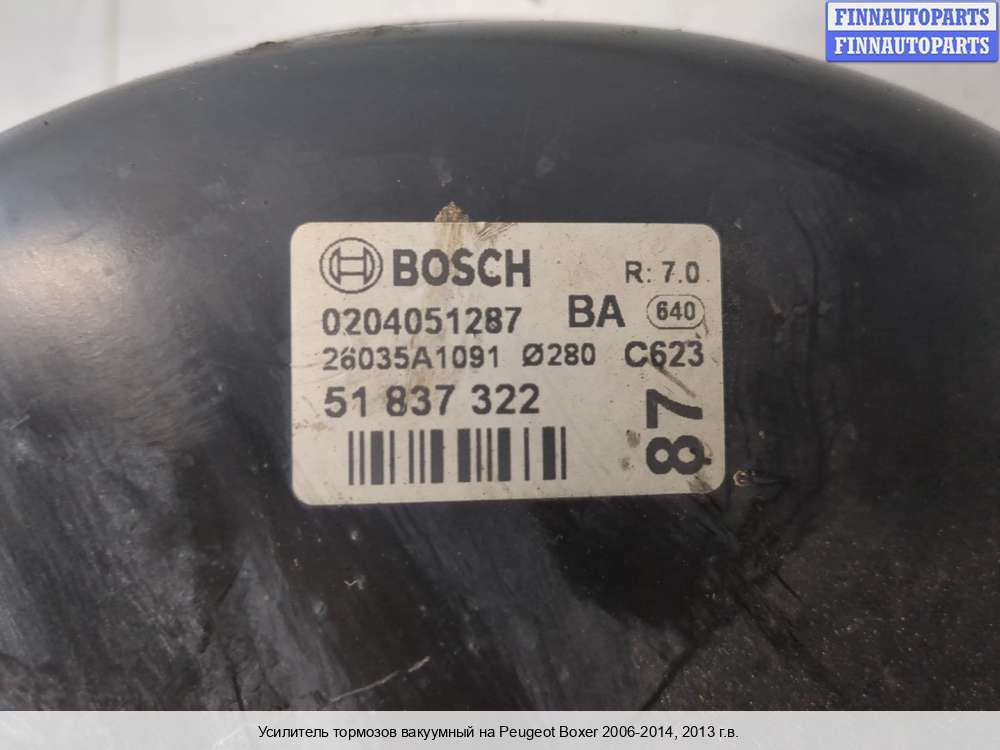 FINNAUTOPARTS
FINNAUTOPARTS
BOSCH R: 7.0
0204051287 BA 640
26035A1091 Ø280 C623
51 837 322
87
Усилитель тормозов вакуумный на Peugeot Boxer 2006-2014, 2013 г.в.